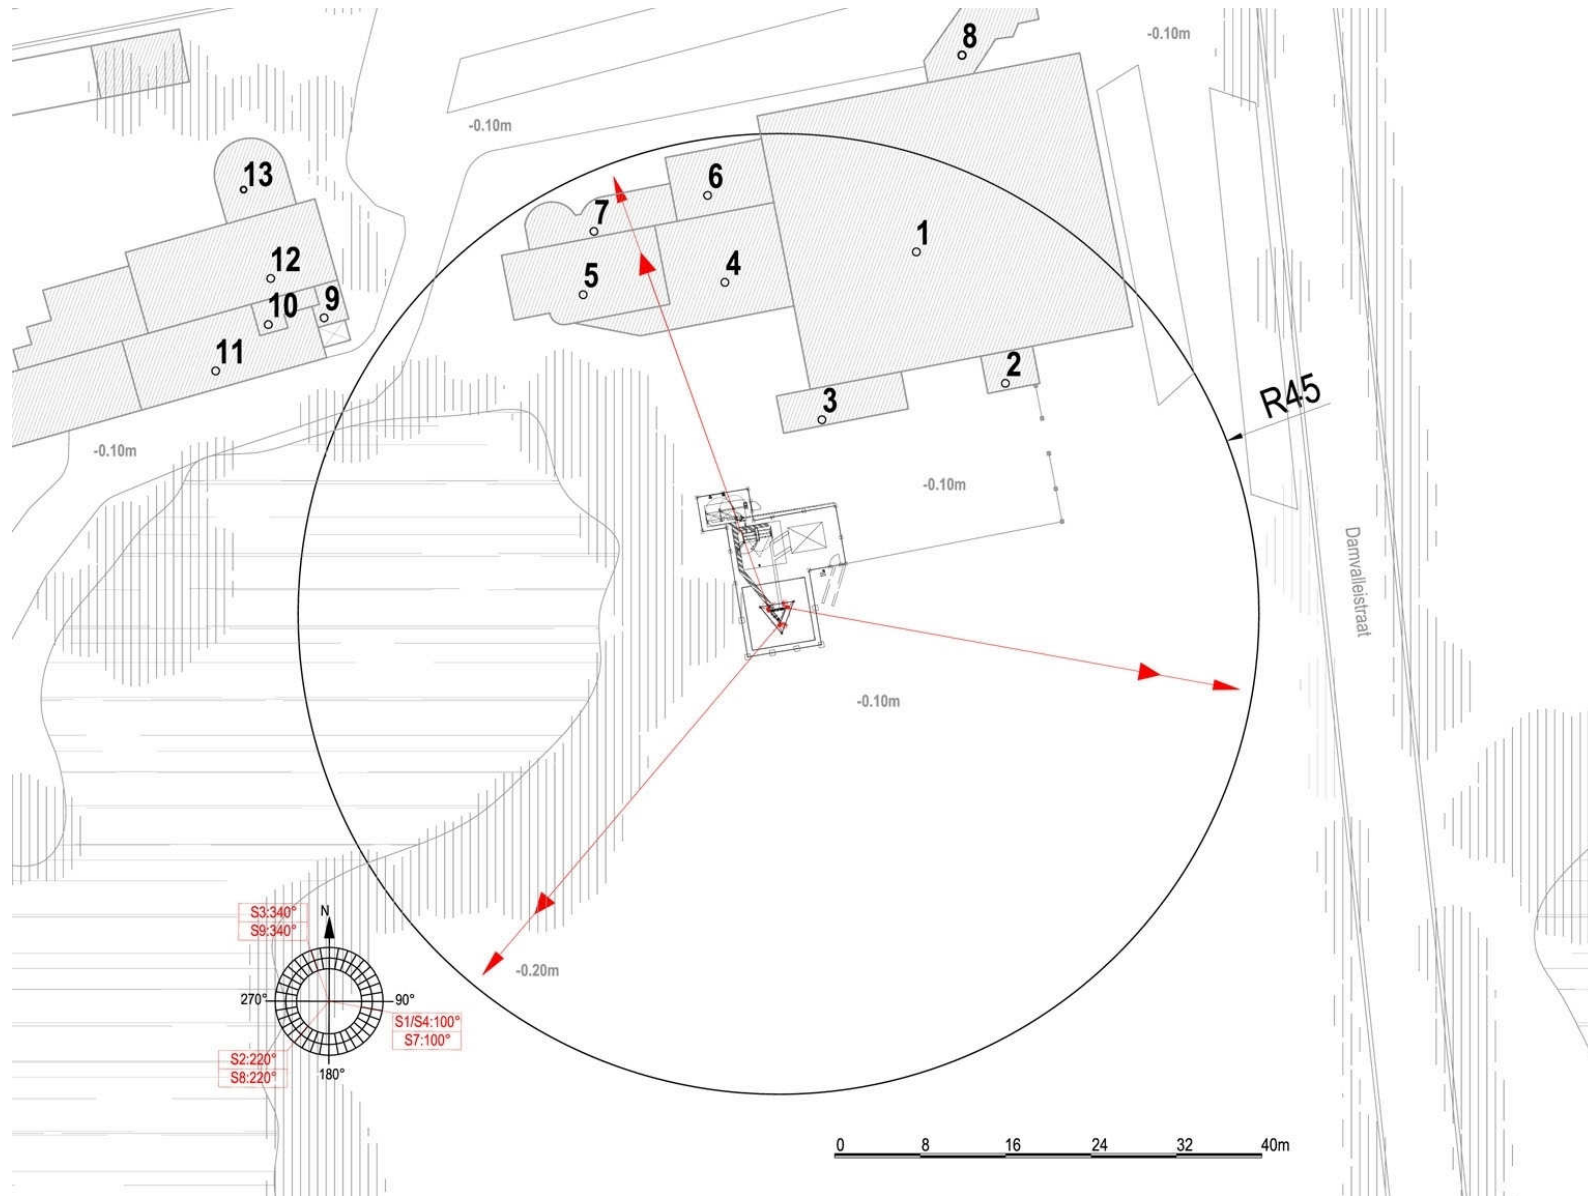 8
-0.10m
-0.10m
13
6
7
1
12
4
5
10
9
11
2
3
R45
-0.10m
-0.10m
Damvalleistraat
-0.10m
S3:340°
S9:340°
N
-0.20m
270°
90°
S1/S4:100°
S7:100°
S2:220°
S8:220°
180°
0 8 16 24 32 40m